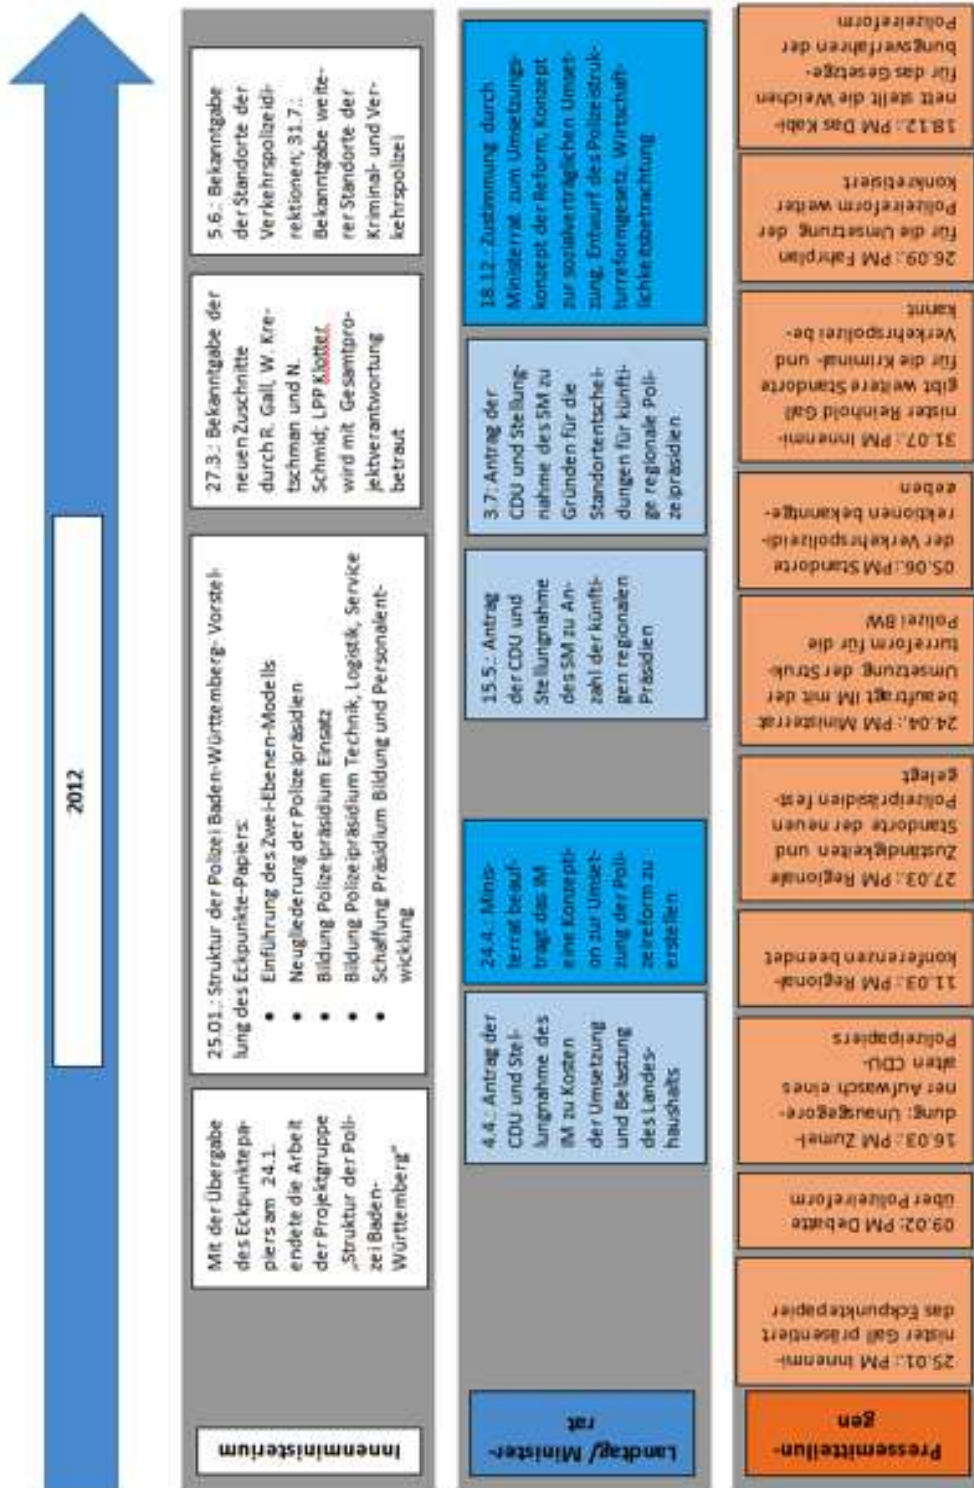 2012
Innenministerium
Mit der Übergabe
des Eckpunktepa-
piers am 24.1.
endete die Arbeit
der Projektgruppe
„Struktur der Poli-
zei Baden-
Württemberg“
25.01.: Struktur der Polizei Baden-Württemberg- Vorstel-
lung des Eckpunkte-Papiers:
• Einführung des Zwei-Ebenen-Modells
• Neugliederung der Polizeipräsidien
• Bildung Polizeipräsidium Einsatz
• Bildung Polizeipräsidium Technik, Logistik, Service
• Schaffung Präsidium Bildung und Personalent-
wicklung
27.3.: Bekanntgabe der
neuen Zuschnitte
durch R. Gall, W. Kre-
tschman und N.
Schmid; LPP Klotter
wird mit Gesamtpro-
jektverantwortung
betraut
5.6.: Bekanntgabe
der Standorte der
Verkehrspolizeidi-
rektionen; 31.7.:
Bekanntgabe weite-
rer Standorte der
Kriminal- und Ver-
kehrspolizei
Landtag/ Minister-
rat
4.4.: Antrag der
CDU und Stel-
lungnahme des
IM zu Kosten
der Umsetzung
und Belastung
des Landes-
haushalts
24.4.: Minis-
terrat beauf-
tragt das IM
eine Konzepti-
on zur Umset-
zung der Poli-
zeireform zu
erstellen
15.5.: Antrag
der CDU und
Stellungnahme
des SM zu An-
zahl der künfti-
gen regionalen
Präsidien
3.7: Antrag der
CDU und Stellung-
nahme des SM zu
Gründen für die
Standortentschei-
dungen für künfti-
ge regionale Poli-
zeipräsidien
18.12: Zustimmung durch
Ministerrat zum Umsetzungs-
konzept der Reform, Konzept
zur sozialverträglichen Umset-
zung, Entwurf des Polizeistruk-
turreformgesetz, Wirtschaft-
lichkeitsbetrachtung
Pressemitteilun-
gen
25.01.: PM Innenmi-
nister Gall präsentiert
das Eckpunktepapier
09.02: PM Debatte
über Polizeireform
16.03.: PM Zumel-
dung: Unausgegore-
ner Aufwasch eines
alten CDU-
Polizeipapiers
11.03.: PM Regional-
konferenzen beendet
27.03.: PM Regionale
Zuständigkeiten und
Standorte der neuen
Polizeipräsidien fest-
gelegt
24.04.: PM Ministerrat
beauftragt IM mit der
Umsetzung der Struk-
turreform für die
Polizei BW
05.06.: PM Standorte
der Verkehrspolizeidi-
rektionen bekanntge-
geben
31.07.: PM Innenmi-
nister Reinhold Gall
gibt weitere Standorte
für die Kriminal- und
Verkehrspolizei be-
kannt
26.09.: PM Fahrplan
für die Umsetzung der
Polizeireform weiter
konkretisiert
18.12.: PM Das Kabi-
nett stellt die Weichen
für das Gesetzge-
bungsverfahren der
Polizeireform